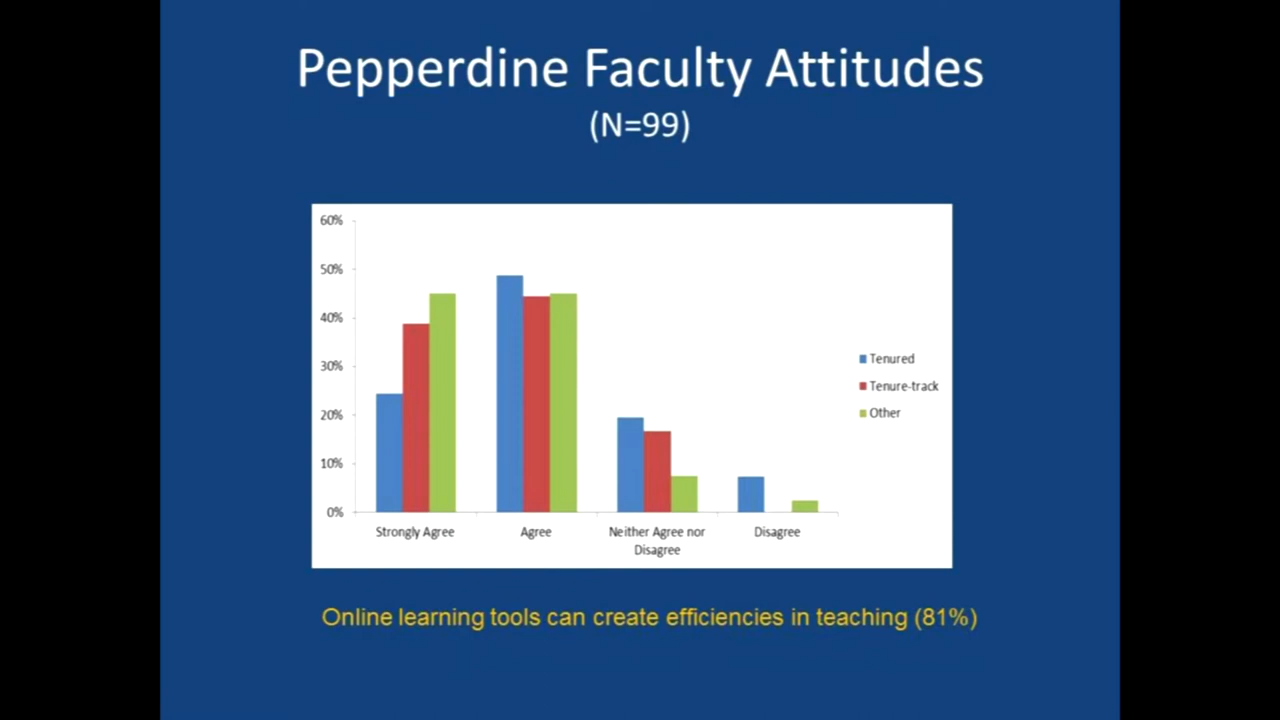 Pepperdine Faculty Attitudes
(N=99)
60%
50%
40%
30%
20%
10%
0%
Tenured
Tenure-track
Other
Strongly Agree
Agree
Neither Agree nor
Disagree
Disagree
Online learning tools can create efficiencies in teaching (81%)